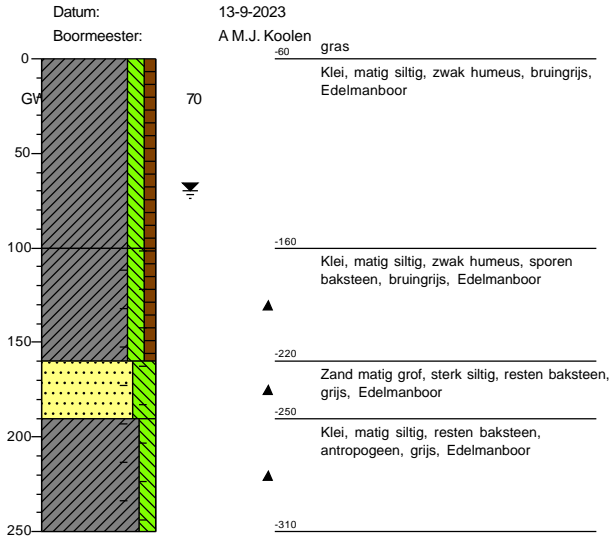 Datum: 13-9-2023
Boormeester: A M.J. Koolen
-60 gras
0
Klei, matig siltig, zwak humeus, bruingrijs,
Edelmanboor
GW 70
50
100
-160
Klei, matig siltig, zwak humeus, sporen
baksteen, bruingrijs, Edelmanboor
150
-220
Zand matig grof, sterk siltig, resten baksteen,
grijs, Edelmanboor
-250
200
Klei, matig siltig, resten baksteen,
antropogeen, grijs, Edelmanboor
250
-310